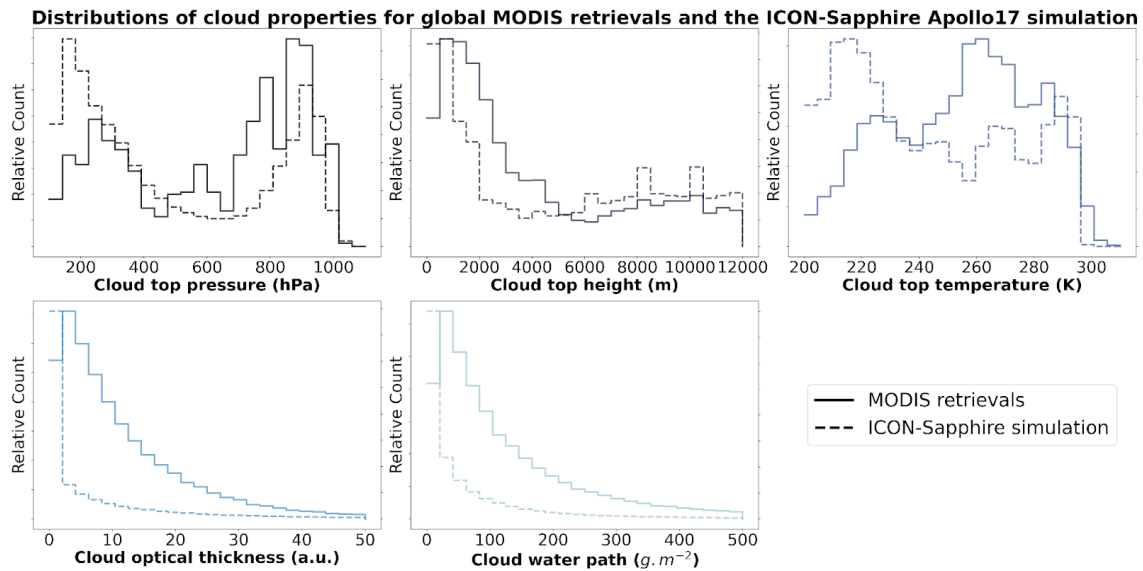 Distributions of cloud properties for global MODIS retrievals and the ICON-Sapphire Apollo17 simulation
Relative Count
200 400 600 800 1000
Cloud top pressure (hPa)
Relative Count
0 2000 4000 6000 8000 10000 12000
Cloud top height (m)
Relative Count
200 220 240 260 280 300
Cloud top temperature (K)
Relative Count
0 10 20 30 40 50
Cloud optical thickness (a.u.)
Relative Count
0 100 200 300 400 500
Cloud water path (g.m⁻²)
MODIS retrievals
ICON-Sapphire simulation